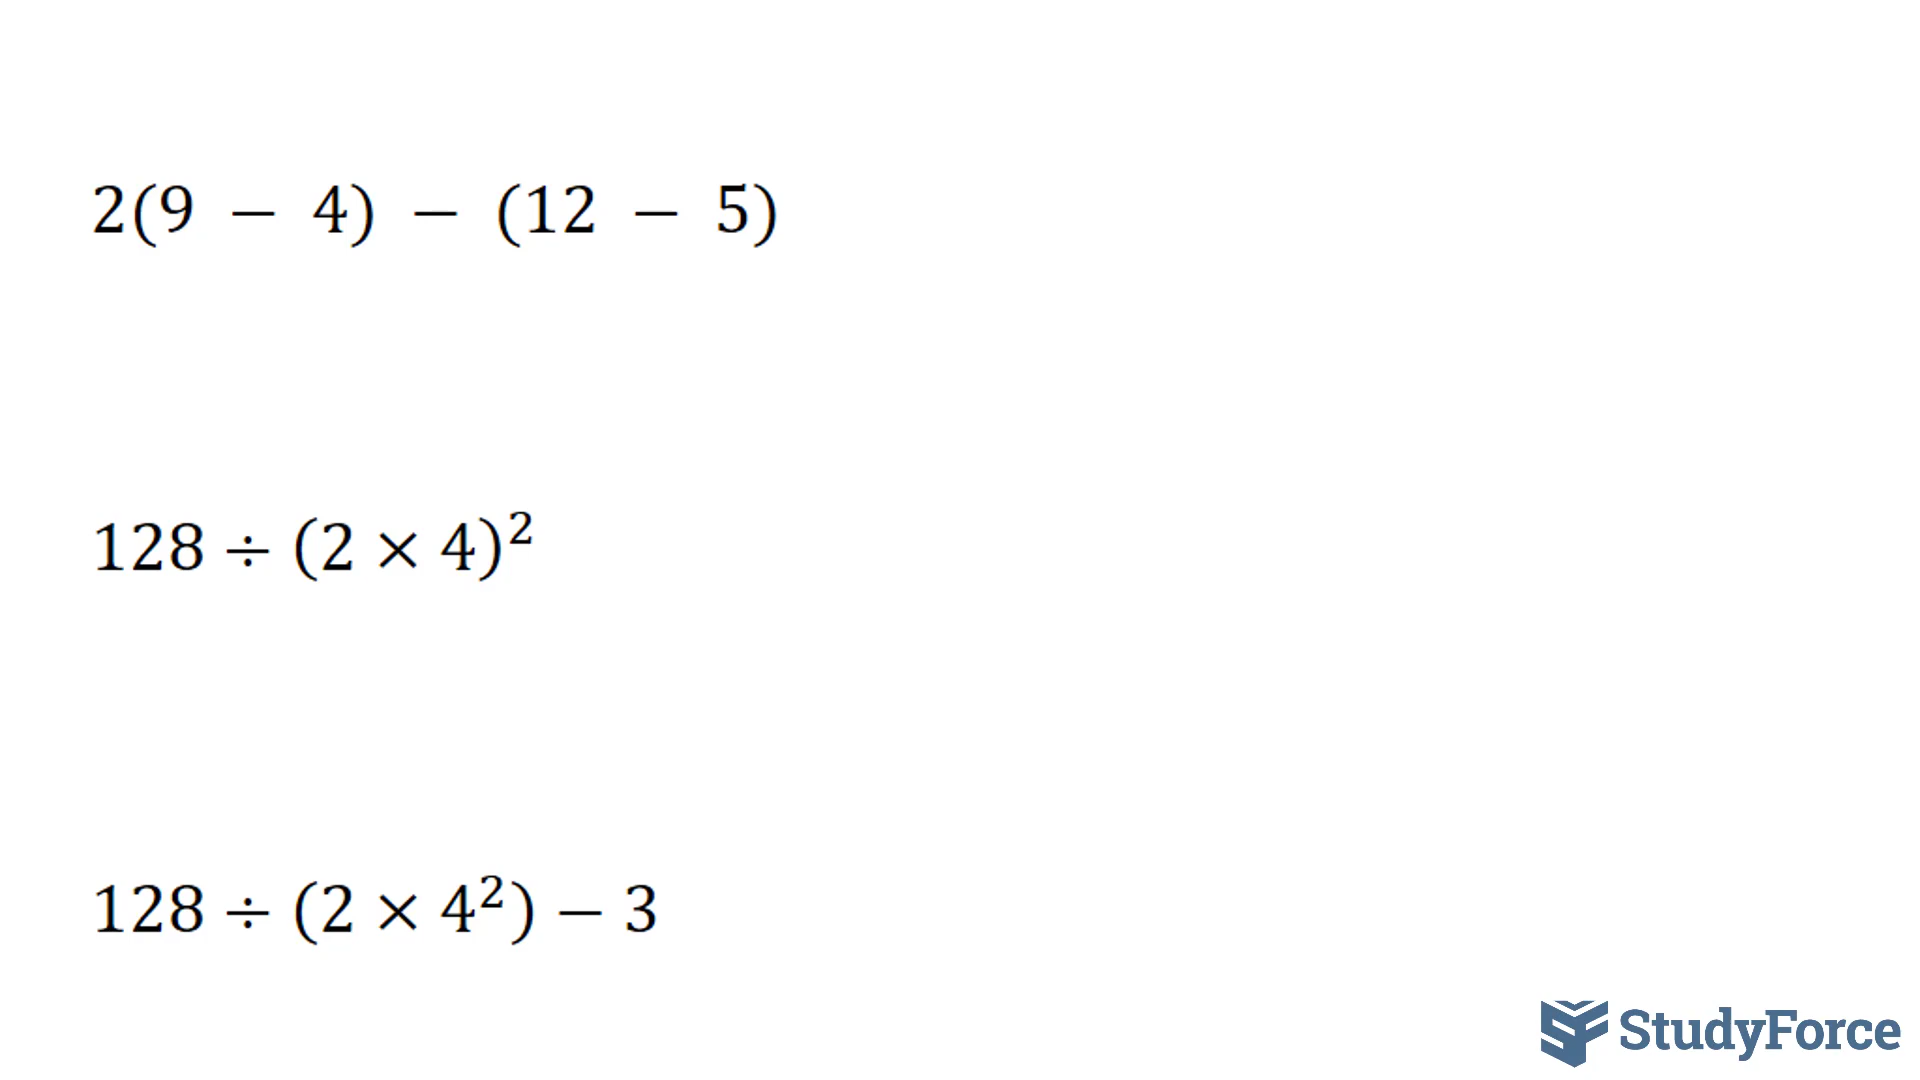 2(9 − 4) − (12 − 5)
128 ÷ (2 × 4)²
128 ÷ (2 × 4²) − 3
StudyForce